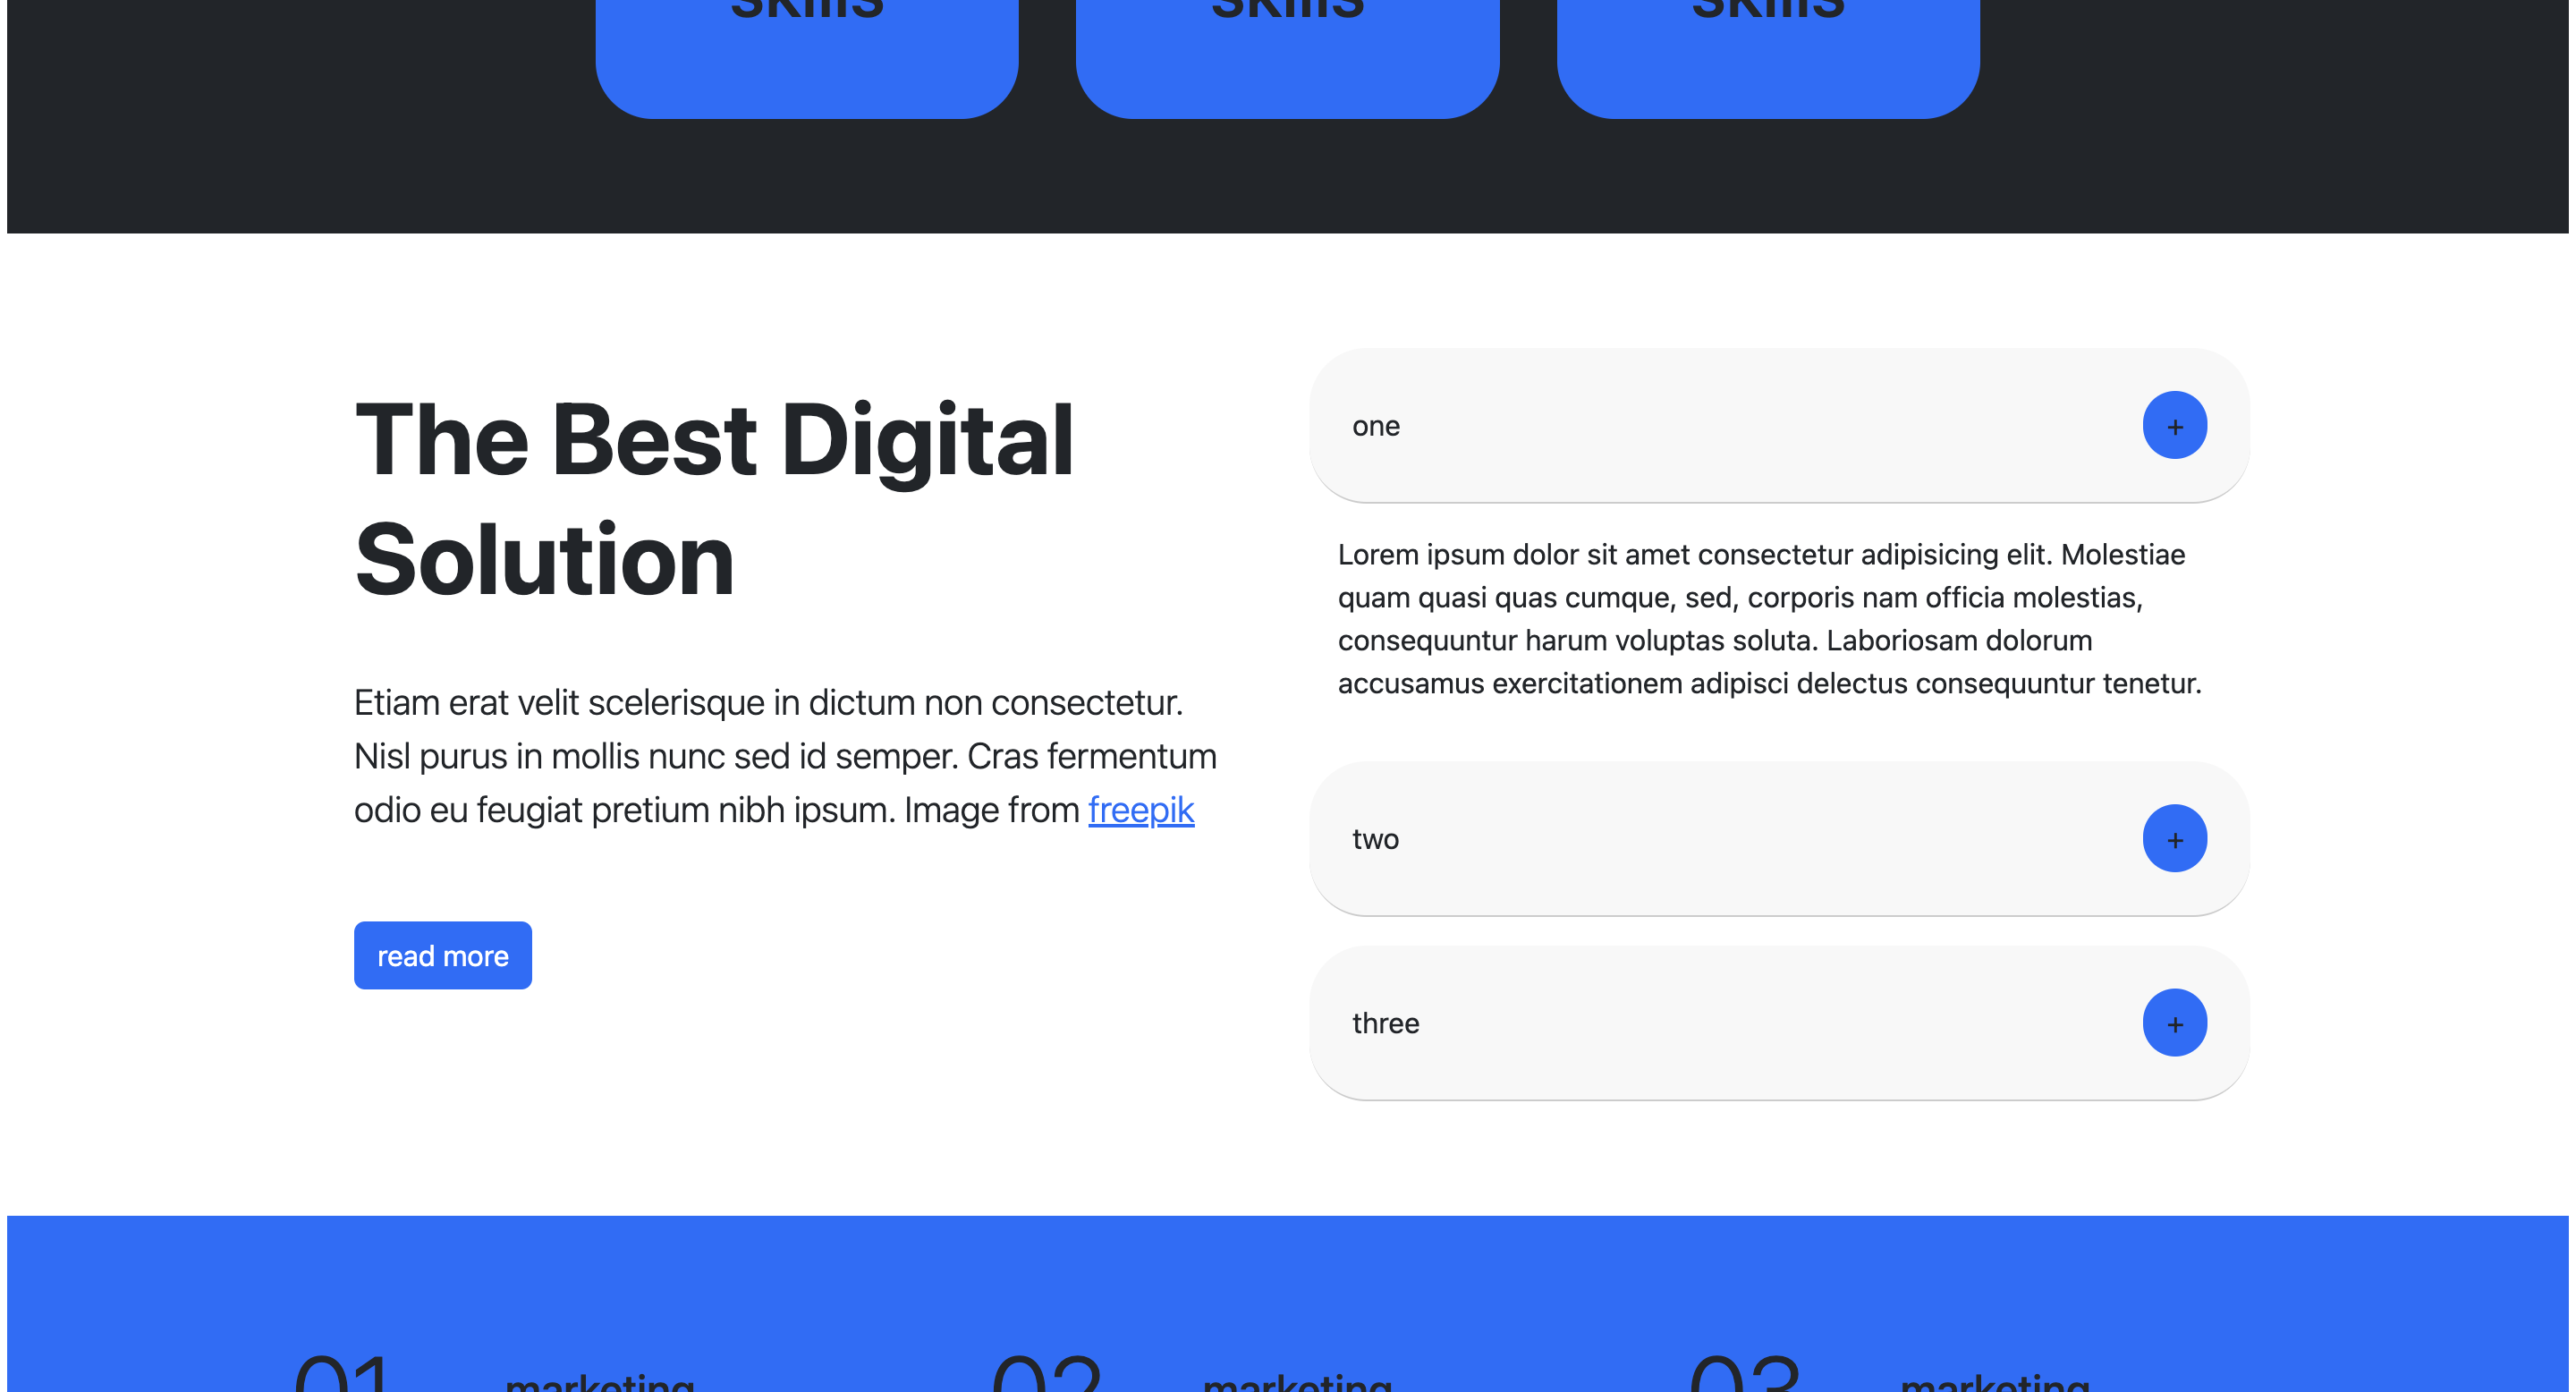 skills skills skills
The Best Digital
Solution
Etiam erat velit scelerisque in dictum non consectetur.
Nisl purus in mollis nunc sed id semper. Cras fermentum
odio eu feugiat pretium nibh ipsum. Image from freepik
read more
one +
Lorem ipsum dolor sit amet consectetur adipisicing elit. Molestiae
quam quasi quas cumque, sed, corporis nam officia molestias,
consequuntur harum voluptas soluta. Laboriosam dolorum
accusamus exercitationem adipisci delectus consequuntur tenetur.
two +
three +
01 marketing 02 marketing 03 marketing